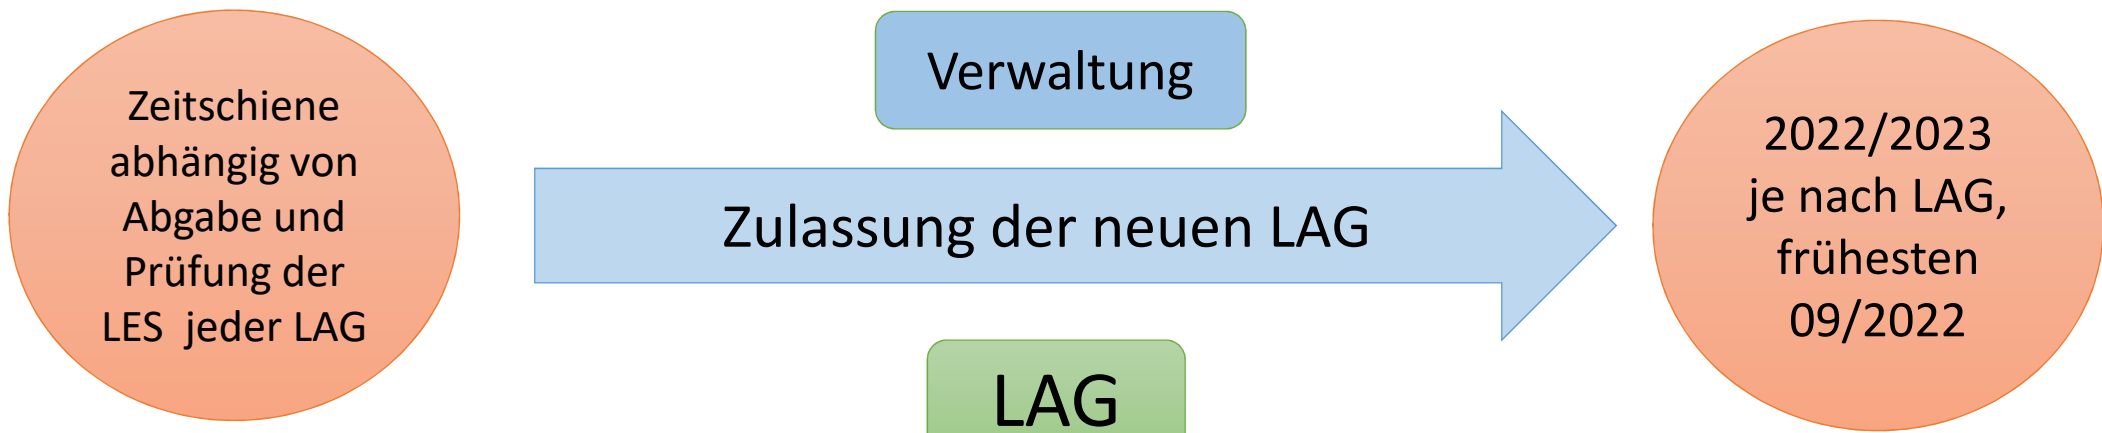 Zeitschiene
abhängig von
Abgabe und
Prüfung der
LES  jeder LAG
Verwaltung
Zulassung der neuen LAG
LAG
2022/2023
je nach LAG,
frühesten
09/2022